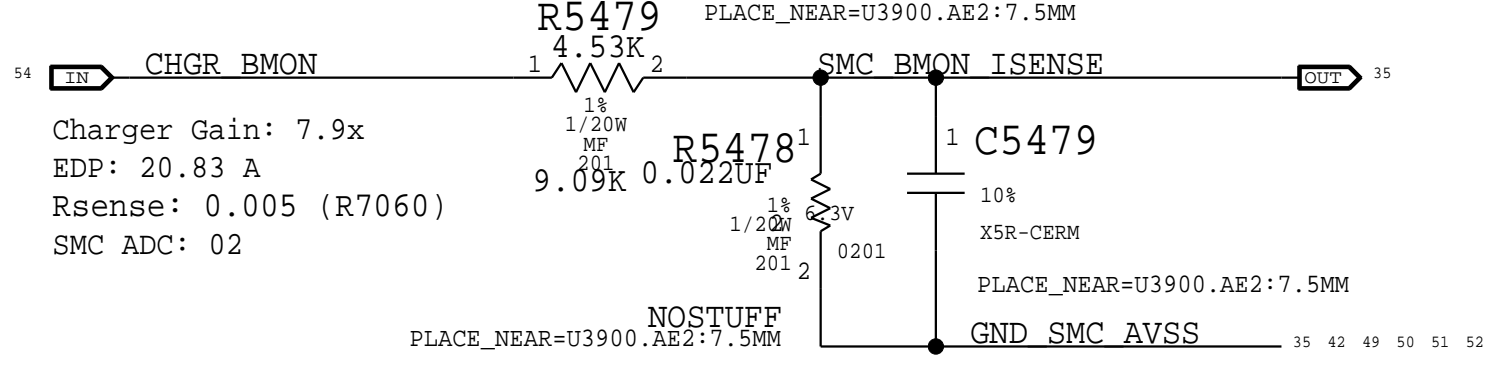 R5479
PLACE_NEAR=U3900.AE2:7.5MM
4.53K
54 IN CHGR_BMON 1 2 SMC_BMON_ISENSE OUT 35
1%
1/20W
MF
201
Charger Gain: 7.9x
EDP: 20.83 A
Rsense: 0.005 (R7060)
SMC ADC: 02
R5478 1
9.09K 0.022UF
1%
1/20W
MF
201 2
1 C5479
2
10%
6.3V
X5R-CERM
0201
PLACE_NEAR=U3900.AE2:7.5MM
NOSTUFF
PLACE_NEAR=U3900.AE2:7.5MM
GND_SMC_AVSS 35 42 49 50 51 52